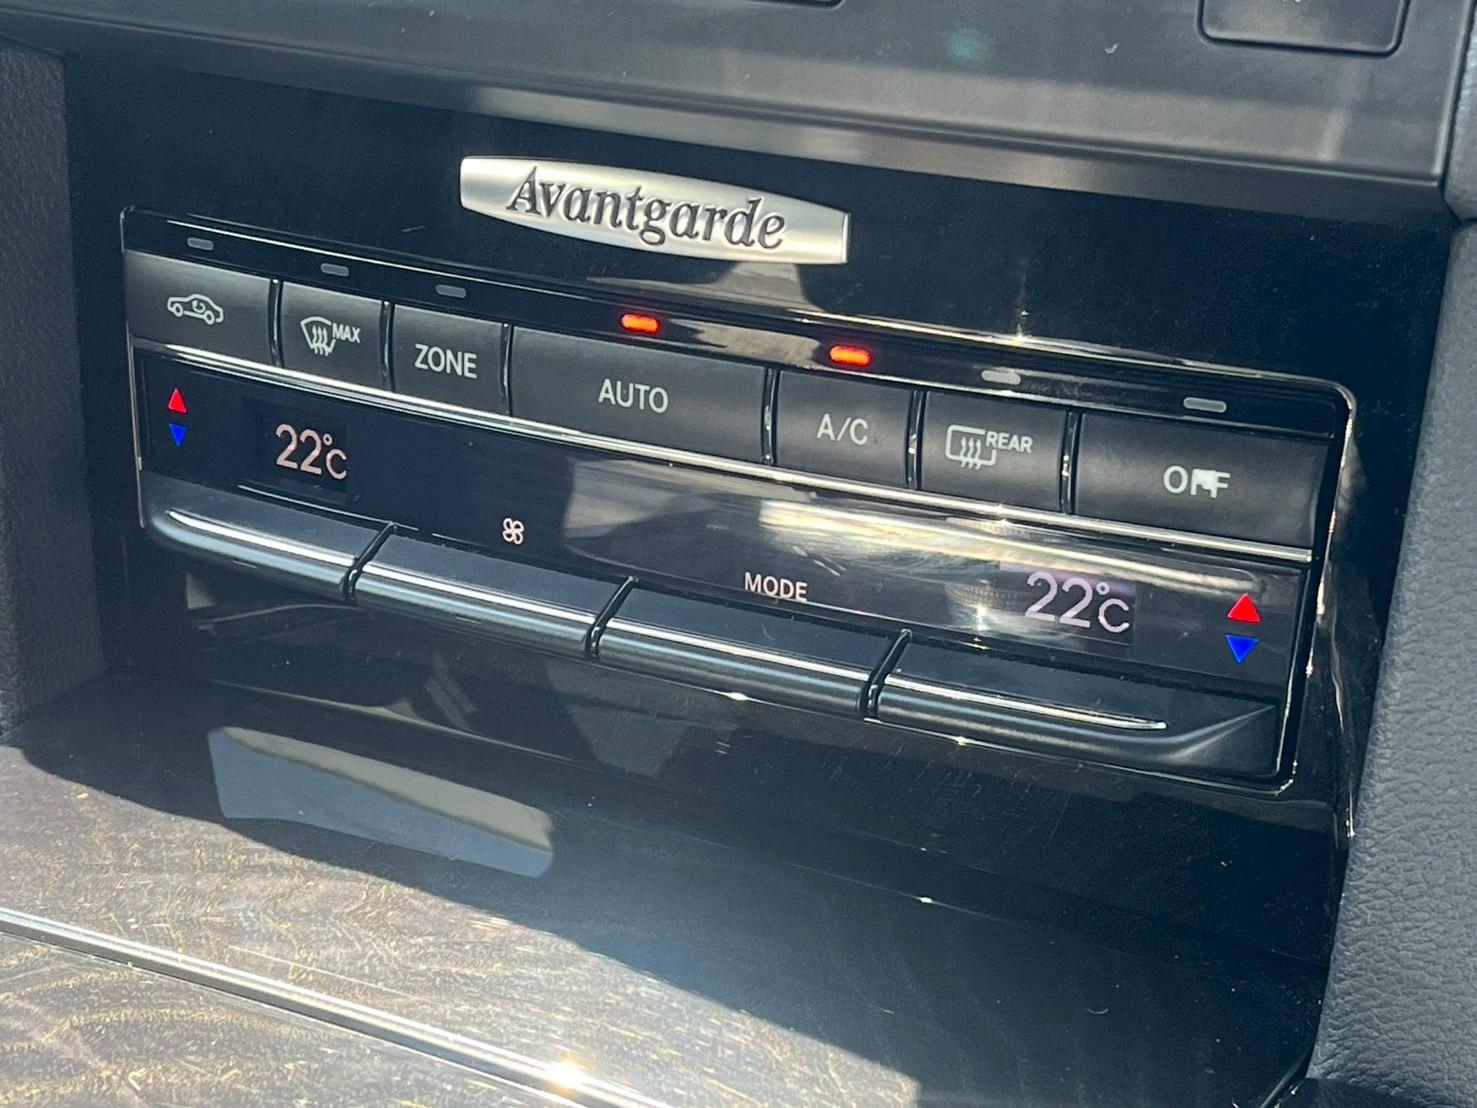 Avantgarde
MAX
ZONE
AUTO
A/C
REAR
OFF
22°C
MODE
22°C